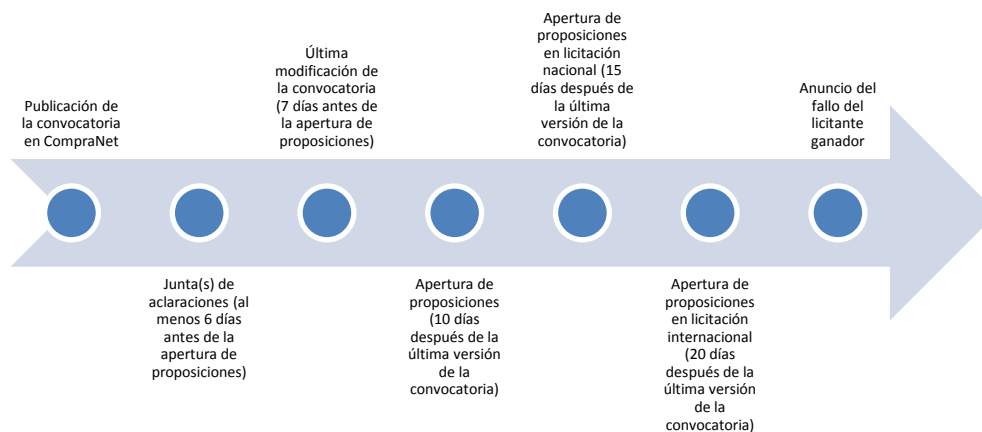 Publicación de
la convocatoria
en CompraNet
Junta(s) de
aclaraciones (al
menos 6 días
antes de la
apertura de
proposiciones)
Última
modificación de
la convocatoria
(7 días antes de
la apertura de
proposiciones)
Apertura de
proposiciones
(10 días
después de la
última versión
de la
convocatoria)
Apertura de
proposiciones
en licitación
nacional (15
días después de
la última
versión de la
convocatoria)
Apertura de
proposiciones
en licitación
internacional
(20 días
después de la
última versión
de la
convocatoria)
Anuncio del
fallo del
licitante
ganador